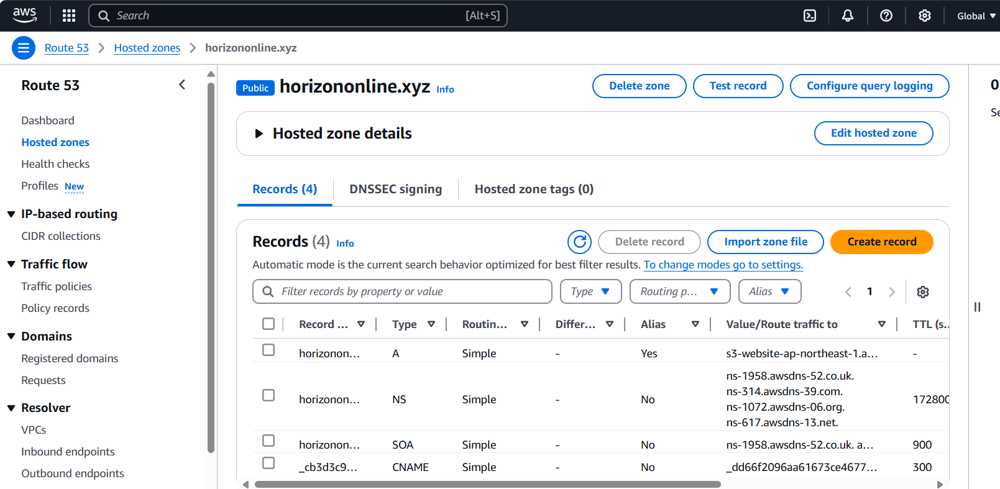 aws
Search [Alt+S]
Global
Route 53 Hosted zones horizononline.xyz
Route 53
Dashboard
Hosted zones
Health checks
Profiles New
IP-based routing
CIDR collections
Traffic flow
Traffic policies
Policy records
Domains
Registered domains
Requests
Resolver
VPCs
Inbound endpoints
Outbound endpoints
Public horizononline.xyz Info
Delete zone Test record Configure query logging
Hosted zone details
Edit hosted zone
Records (4) DNSSEC signing Hosted zone tags (0)
Records (4) Info
Delete record Import zone file Create record
Automatic mode is the current search behavior optimized for best filter results. To change modes go to settings.
Filter records by property or value Type Routing p... Alias 1
Record ... Type Routin... Differ... Alias Value/Route traffic to TTL (s...
horizonon... A Simple - Yes s3-website-ap-northeast-1.a... -
ns-1958.awsdns-52.co.uk.
ns-314.awsdns-39.com.
horizonon... NS Simple - No 172800
ns-1072.awsdns-06.org.
ns-617.awsdns-13.net.
horizonon... SOA Simple - No ns-1958.awsdns-52.co.uk. a... 900
_cb3d3c9... CNAME Simple - No _dd66f2096aa61673ce4677... 300
0
Se